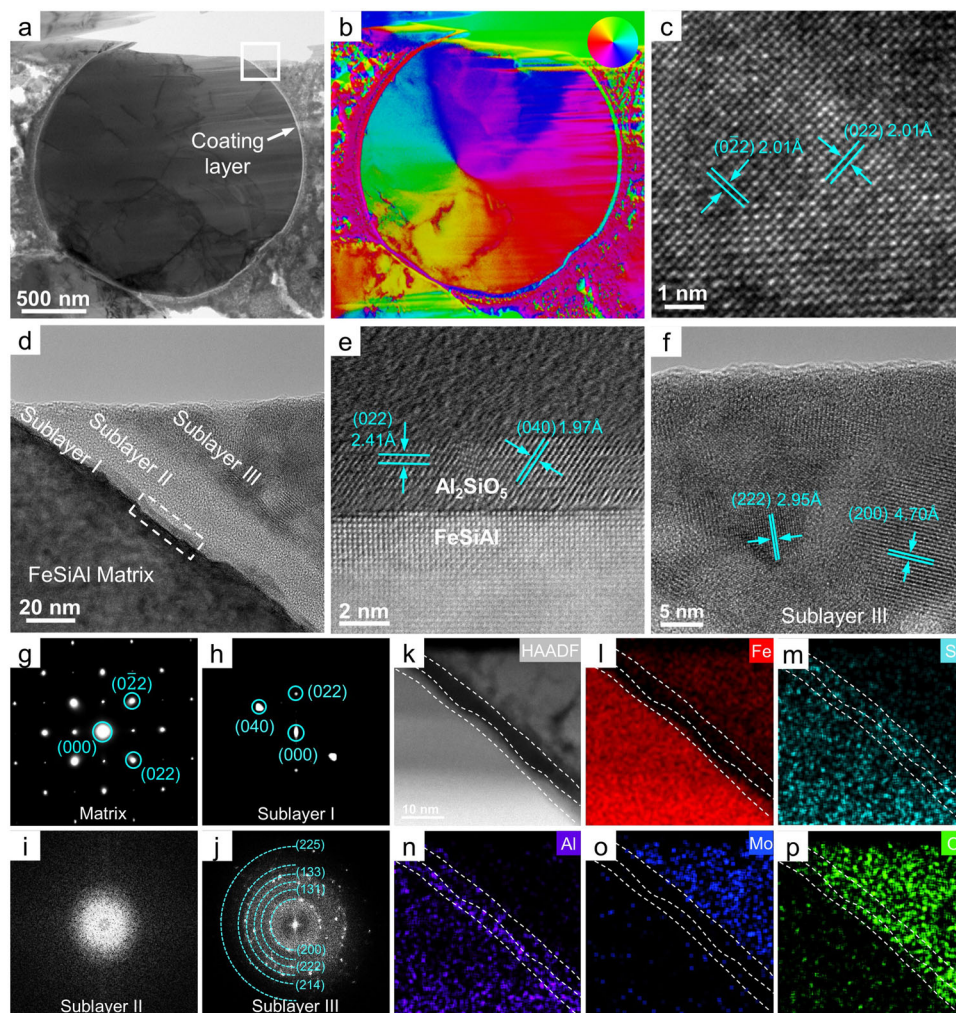 a
Coating
layer
500 nm
b
c
(02̄2) 2.01Å
(022) 2.01Å
1 nm
d
Sublayer I
Sublayer II
Sublayer III
FeSiAl Matrix
20 nm
e
(022)
2.41Å
(040) 1.97Å
Al₂SiO₅
FeSiAl
2 nm
f
(222) 2.95Å
(200) 4.70Å
5 nm
Sublayer III
g
(02̄2)
(000)
(022)
Matrix
h
(022)
(040)
(000)
Sublayer I
k
HAADF
10 nm
l
Fe
m
S
i
Sublayer II
j
(225)
(133)
(131)
(200)
(222)
(214)
Sublayer III
n
Al
o
Mo
p